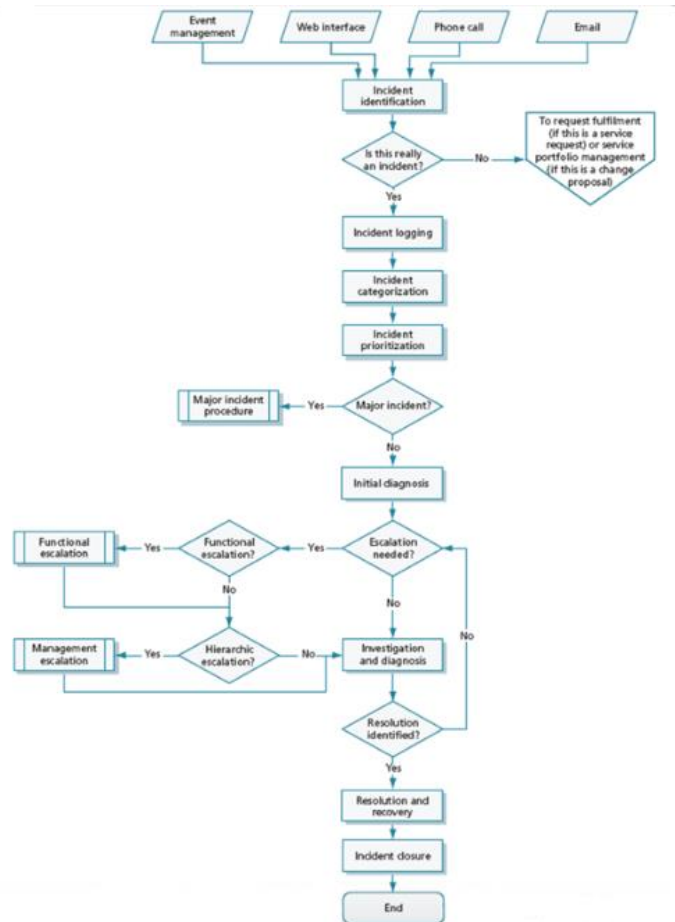 Event
management
Web interface
Phone call
Email
Incident
identification
Is this really
an incident?
No
To request fulfilment
(if this is a service
request) or service
portfolio management
(if this is a change
proposal)
Yes
Incident logging
Incident
categorization
Incident
prioritization
Major incident
procedure
Yes
Major incident?
No
Initial diagnosis
Functional
escalation
Yes
Functional
escalation?
Yes
Escalation
needed?
No
No
No
Management
escalation
Yes
Hierarchic
escalation?
No
Investigation
and diagnosis
Resolution
identified?
Yes
Resolution and
recovery
Incident closure
End